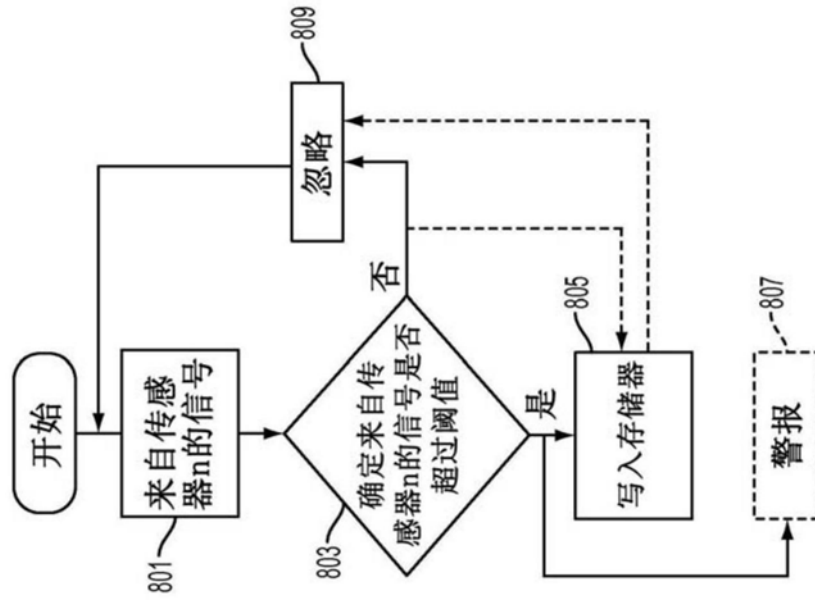 开始
来自传感
器n的信号
801
确定来自传
感器n的信号是否
超过阈值
803
否
忽略
809
是
写入存储器
805
警报
807